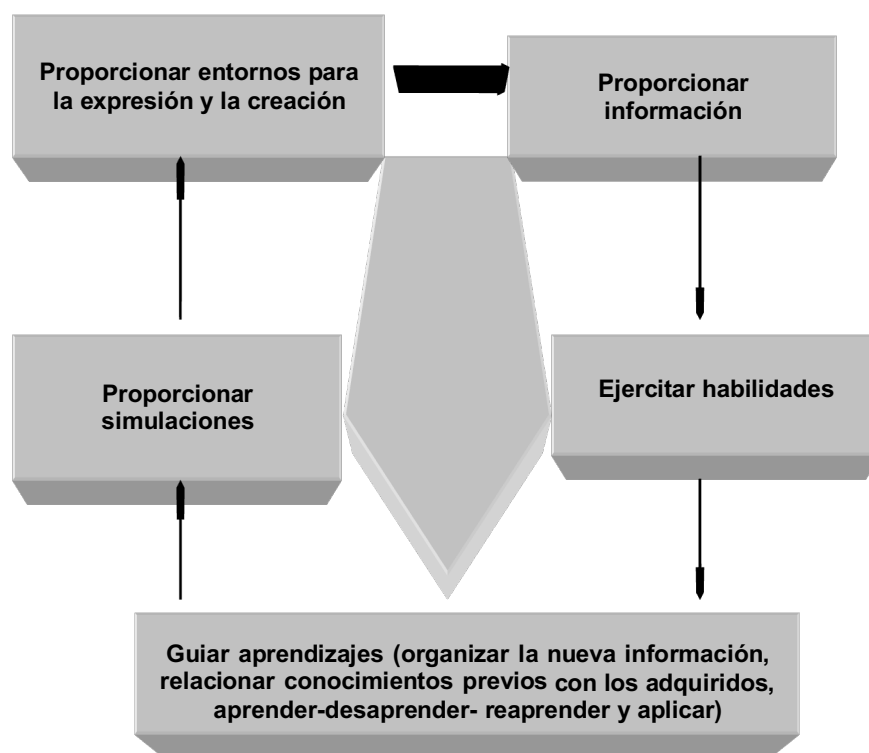 Proporcionar entornos para
la expresión y la creación
Proporcionar
información
Proporcionar
simulaciones
Ejercitar habilidades
Guiar aprendizajes (organizar la nueva información,
relacionar conocimientos previos con los adquiridos,
aprender-desaprender- reaprender y aplicar)